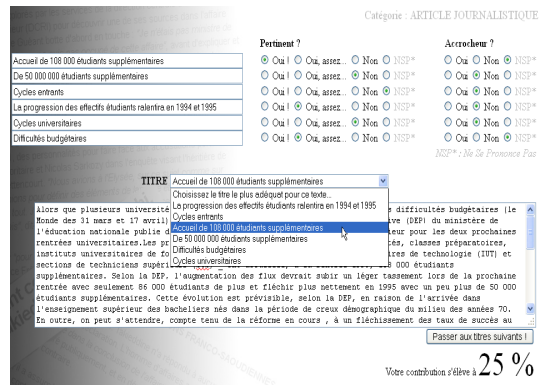 Catégorie : ARTICLE JOURNALISTIQUE
Pertinent ? Accrocheur ?
Accueil de 108 000 étudiants supplémentaires Oui ! Oui, assez... Non NSP* Oui Non NSP*
De 50 000 000 étudiants supplémentaires Oui ! Oui, assez... Non NSP* Oui Non NSP*
Cycles entrants Oui ! Oui, assez... Non NSP* Oui Non NSP*
La progression des effectifs étudiants ralentira en 1994 et 1995 Oui ! Oui, assez... Non NSP* Oui Non NSP*
Cycles universitaires Oui ! Oui, assez... Non NSP* Oui Non NSP*
Difficultés budgétaires Oui ! Oui, assez... Non NSP* Oui Non NSP*
NSP* : Ne Se Prononce Pas
TITRE Accueil de 108 000 étudiants supplémentaires
Choisissez le titre le plus adéquat pour ce texte...
La progression des effectifs étudiants ralentira en 1994 et 1995
Cycles entrants
Accueil de 108 000 étudiants supplémentaires
De 50 000 000 étudiants supplémentaires
Difficultés budgétaires
Cycles universitaires
Alors que plusieurs université difficultés budgétaires (le
Monde des 31 mars et 17 avril) ive (DEP) du ministère de
l'éducation nationale publie d eur pour les deux prochaines
rentrées universitaires.Les pr cés, classes préparatoires,
instituts universitaires de fo ires de technologie (IUT) et
sections de techniciens supérie 8 000 étudiants
supplémentaires. Selon la DEP, l'augmentation des flux devrait subir un léger tassement lors de la prochaine
rentrée avec seulement 86 000 étudiants de plus et fléchir plus nettement en 1995 avec un peu plus de 50 000
étudiants supplémentaires. Cette évolution est prévisible, selon la DEP, en raison de l'arrivée dans
l'enseignement supérieur des bacheliers nés dans la période de creux démographique du milieu des années 70.
En outre, on peut s'attendre, compte tenu de la réforme en cours , à un fléchissement des taux de succès au
Passer aux titres suivants !
Votre contribution s'élève à 25 %